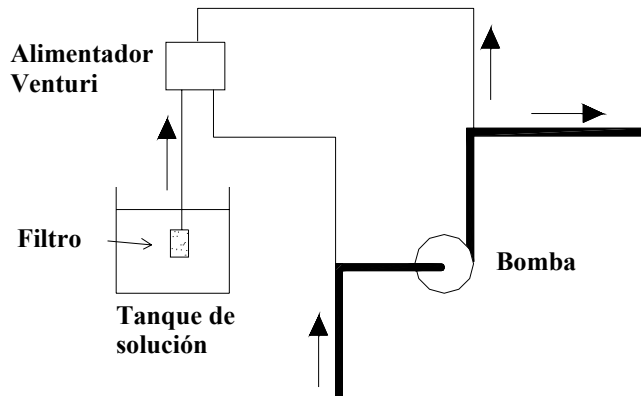 Alimentador
Venturi
Filtro
Bomba
Tanque de
solución